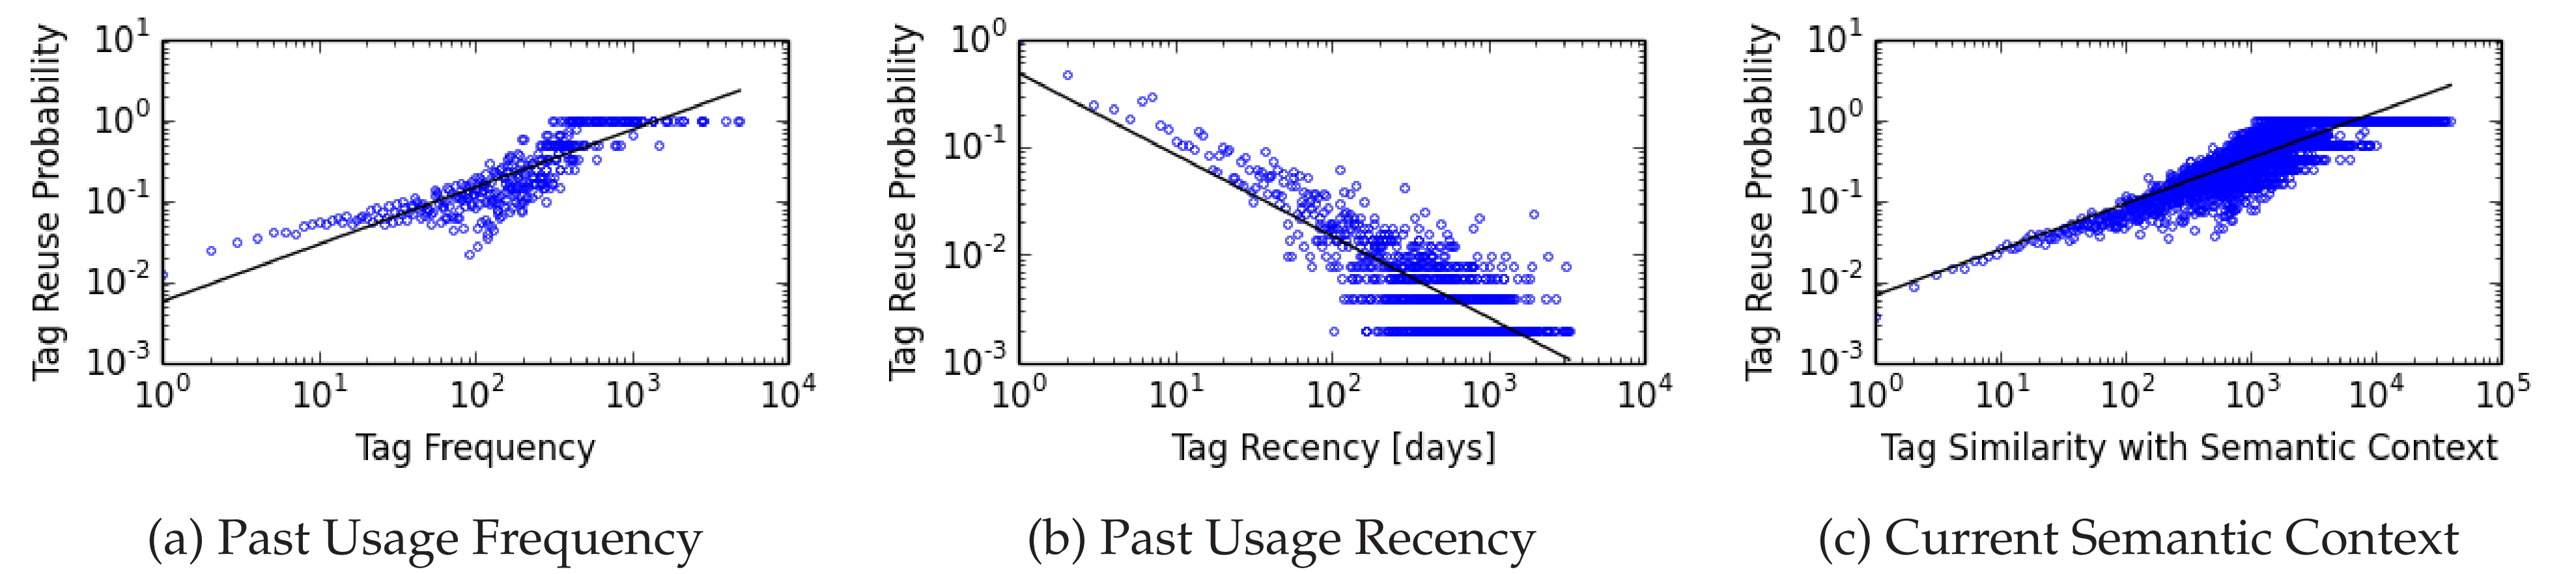 Tag Reuse Probability
10^1
10^0
10^-1
10^-2
10^-3
10^0 10^1 10^2 10^3 10^4
Tag Frequency
(a) Past Usage Frequency
Tag Reuse Probability
10^0
10^-1
10^-2
10^-3
10^0 10^1 10^2 10^3 10^4
Tag Recency [days]
(b) Past Usage Recency
Tag Reuse Probability
10^1
10^0
10^-1
10^-2
10^-3
10^0 10^1 10^2 10^3 10^4 10^5
Tag Similarity with Semantic Context
(c) Current Semantic Context